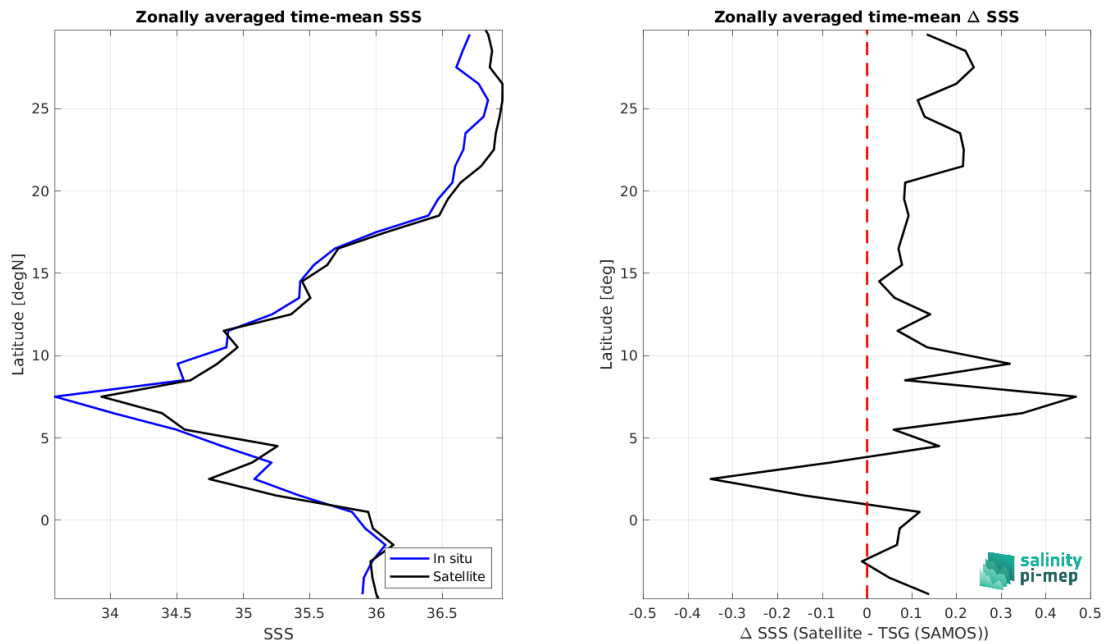 Zonally averaged time-mean SSS
25
20
15
10
5
0
Latitude [degN]
34
34.5
35
35.5
36
36.5
SSS
In situ
Satellite
Zonally averaged time-mean Δ SSS
25
20
15
10
5
0
Latitude [deg]
-0.5
-0.4
-0.3
-0.2
-0.1
0
0.1
0.2
0.3
0.4
0.5
Δ SSS (Satellite - TSG (SAMOS))
salinity
pi-mep